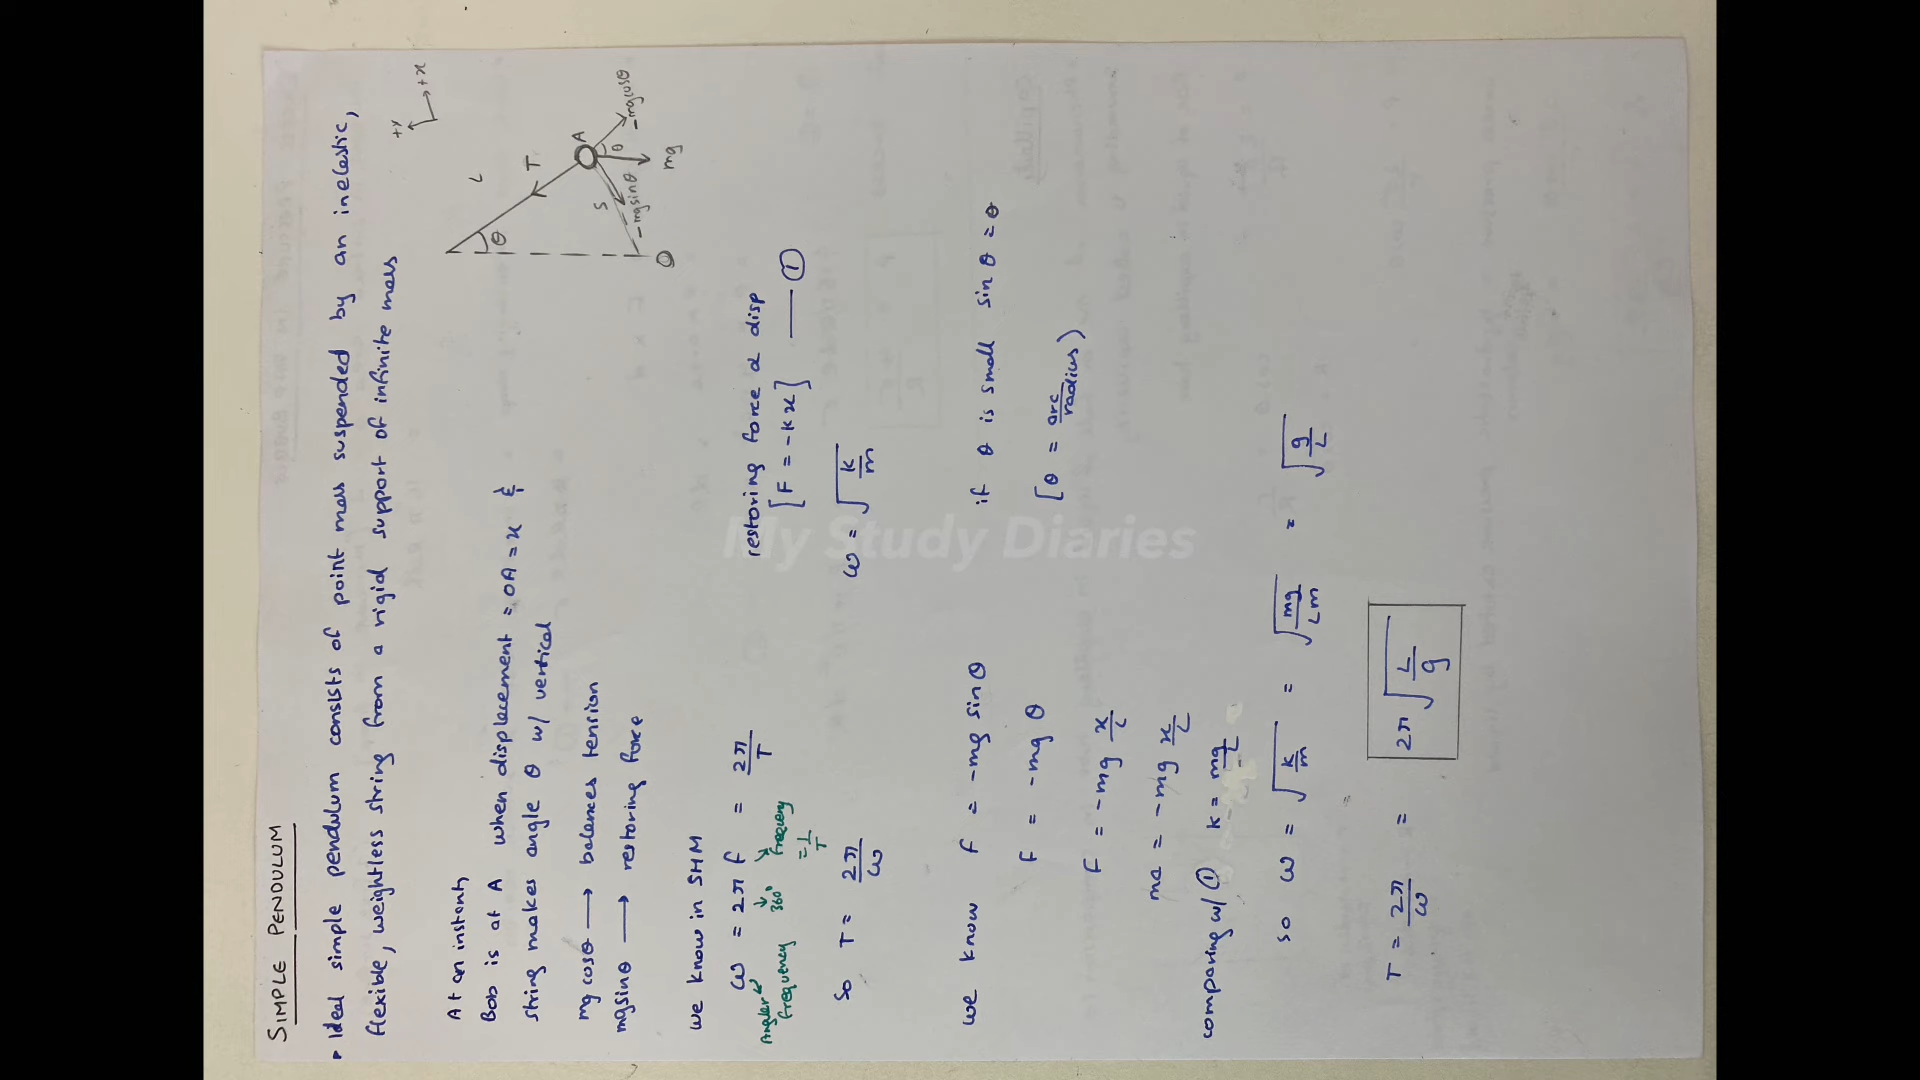 SIMPLE PENDULUM
• Ideal simple pendulum consists of point mass suspended by an inelastic,
flexible, weightless string from a rigid support of infinite mass
+y
+x
At an instant,
Bob is at A when displacement = OA = x &
string makes angle θ w/ vertical
mg cosθ → balances tension
mgsinθ → restoring force
L
T
θ
A
S
θ
-mgcosθ
-mgsinθ
mg
O
we know in SHM
restoring force α disp
[F = -kx] —— ①
ω = 2π f = 2π/T
Angular frequency
360°
frequency = 1/T
ω = √(k/m)
So T = 2π/ω
we know F = -mg sinθ
if θ is small sin θ = θ
F = -mg θ
[θ = arc/radius)
F = -mg x/L
ma = -mg x/L
comparing w/ ① k = mg/L
so ω = √(k/m) = √(mg/Lm) = √(g/L)
T = 2π/ω = 2π √(L/g)
My Study Diaries